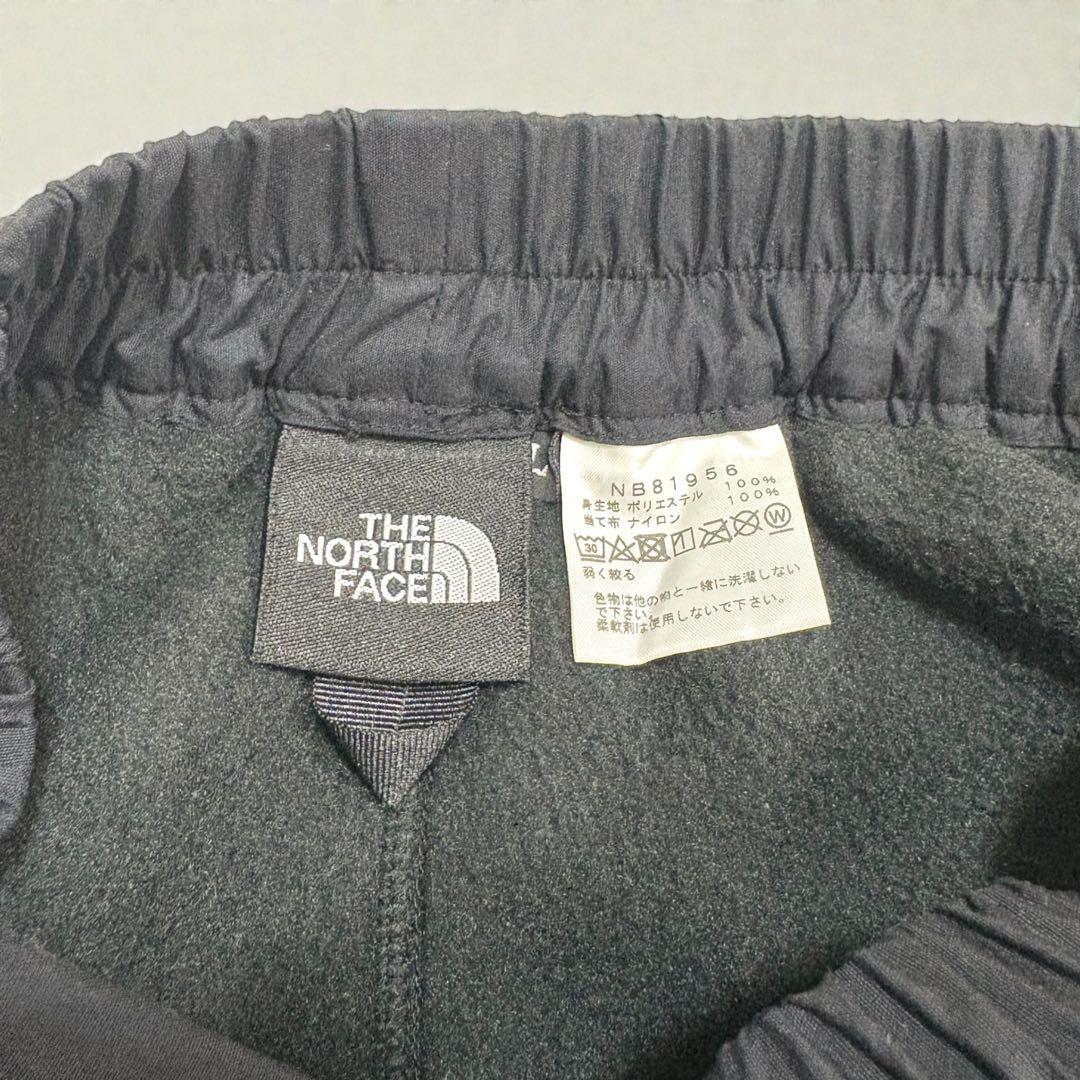 THE
NORTH
FACE
L
NB81956
身生地 ポリエステル 100%
当て布 ナイロン 100%
30 W
弱く絞る
色物は他の物と一緒に洗濯しない
で下さい。
柔軟剤は使用しないで下さい。